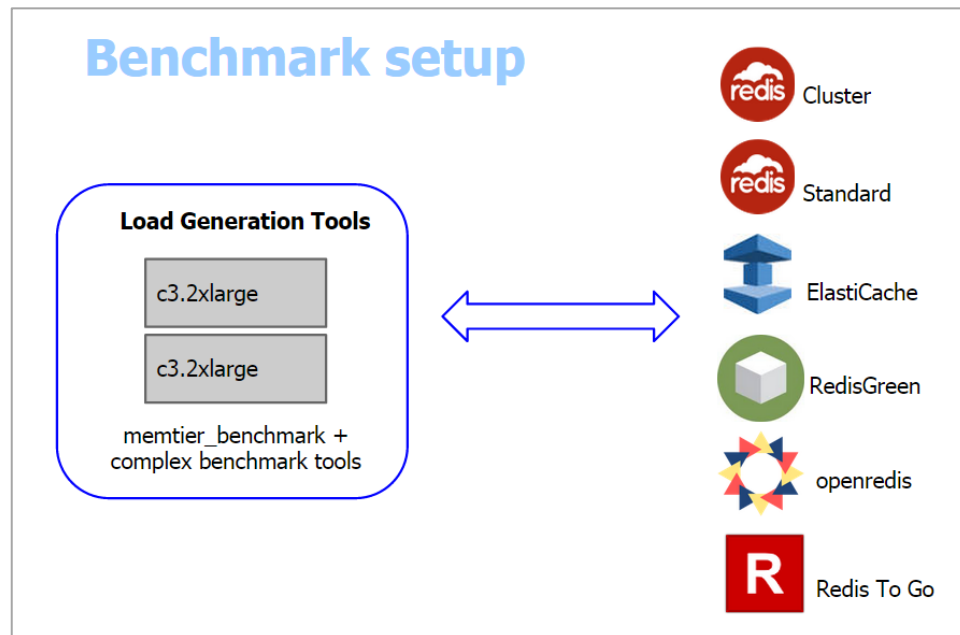 Benchmark setup
Load Generation Tools
c3.2xlarge
c3.2xlarge
memtier_benchmark +
complex benchmark tools
redis
Cluster
redis
Standard
ElastiCache
RedisGreen
openredis
R
Redis To Go